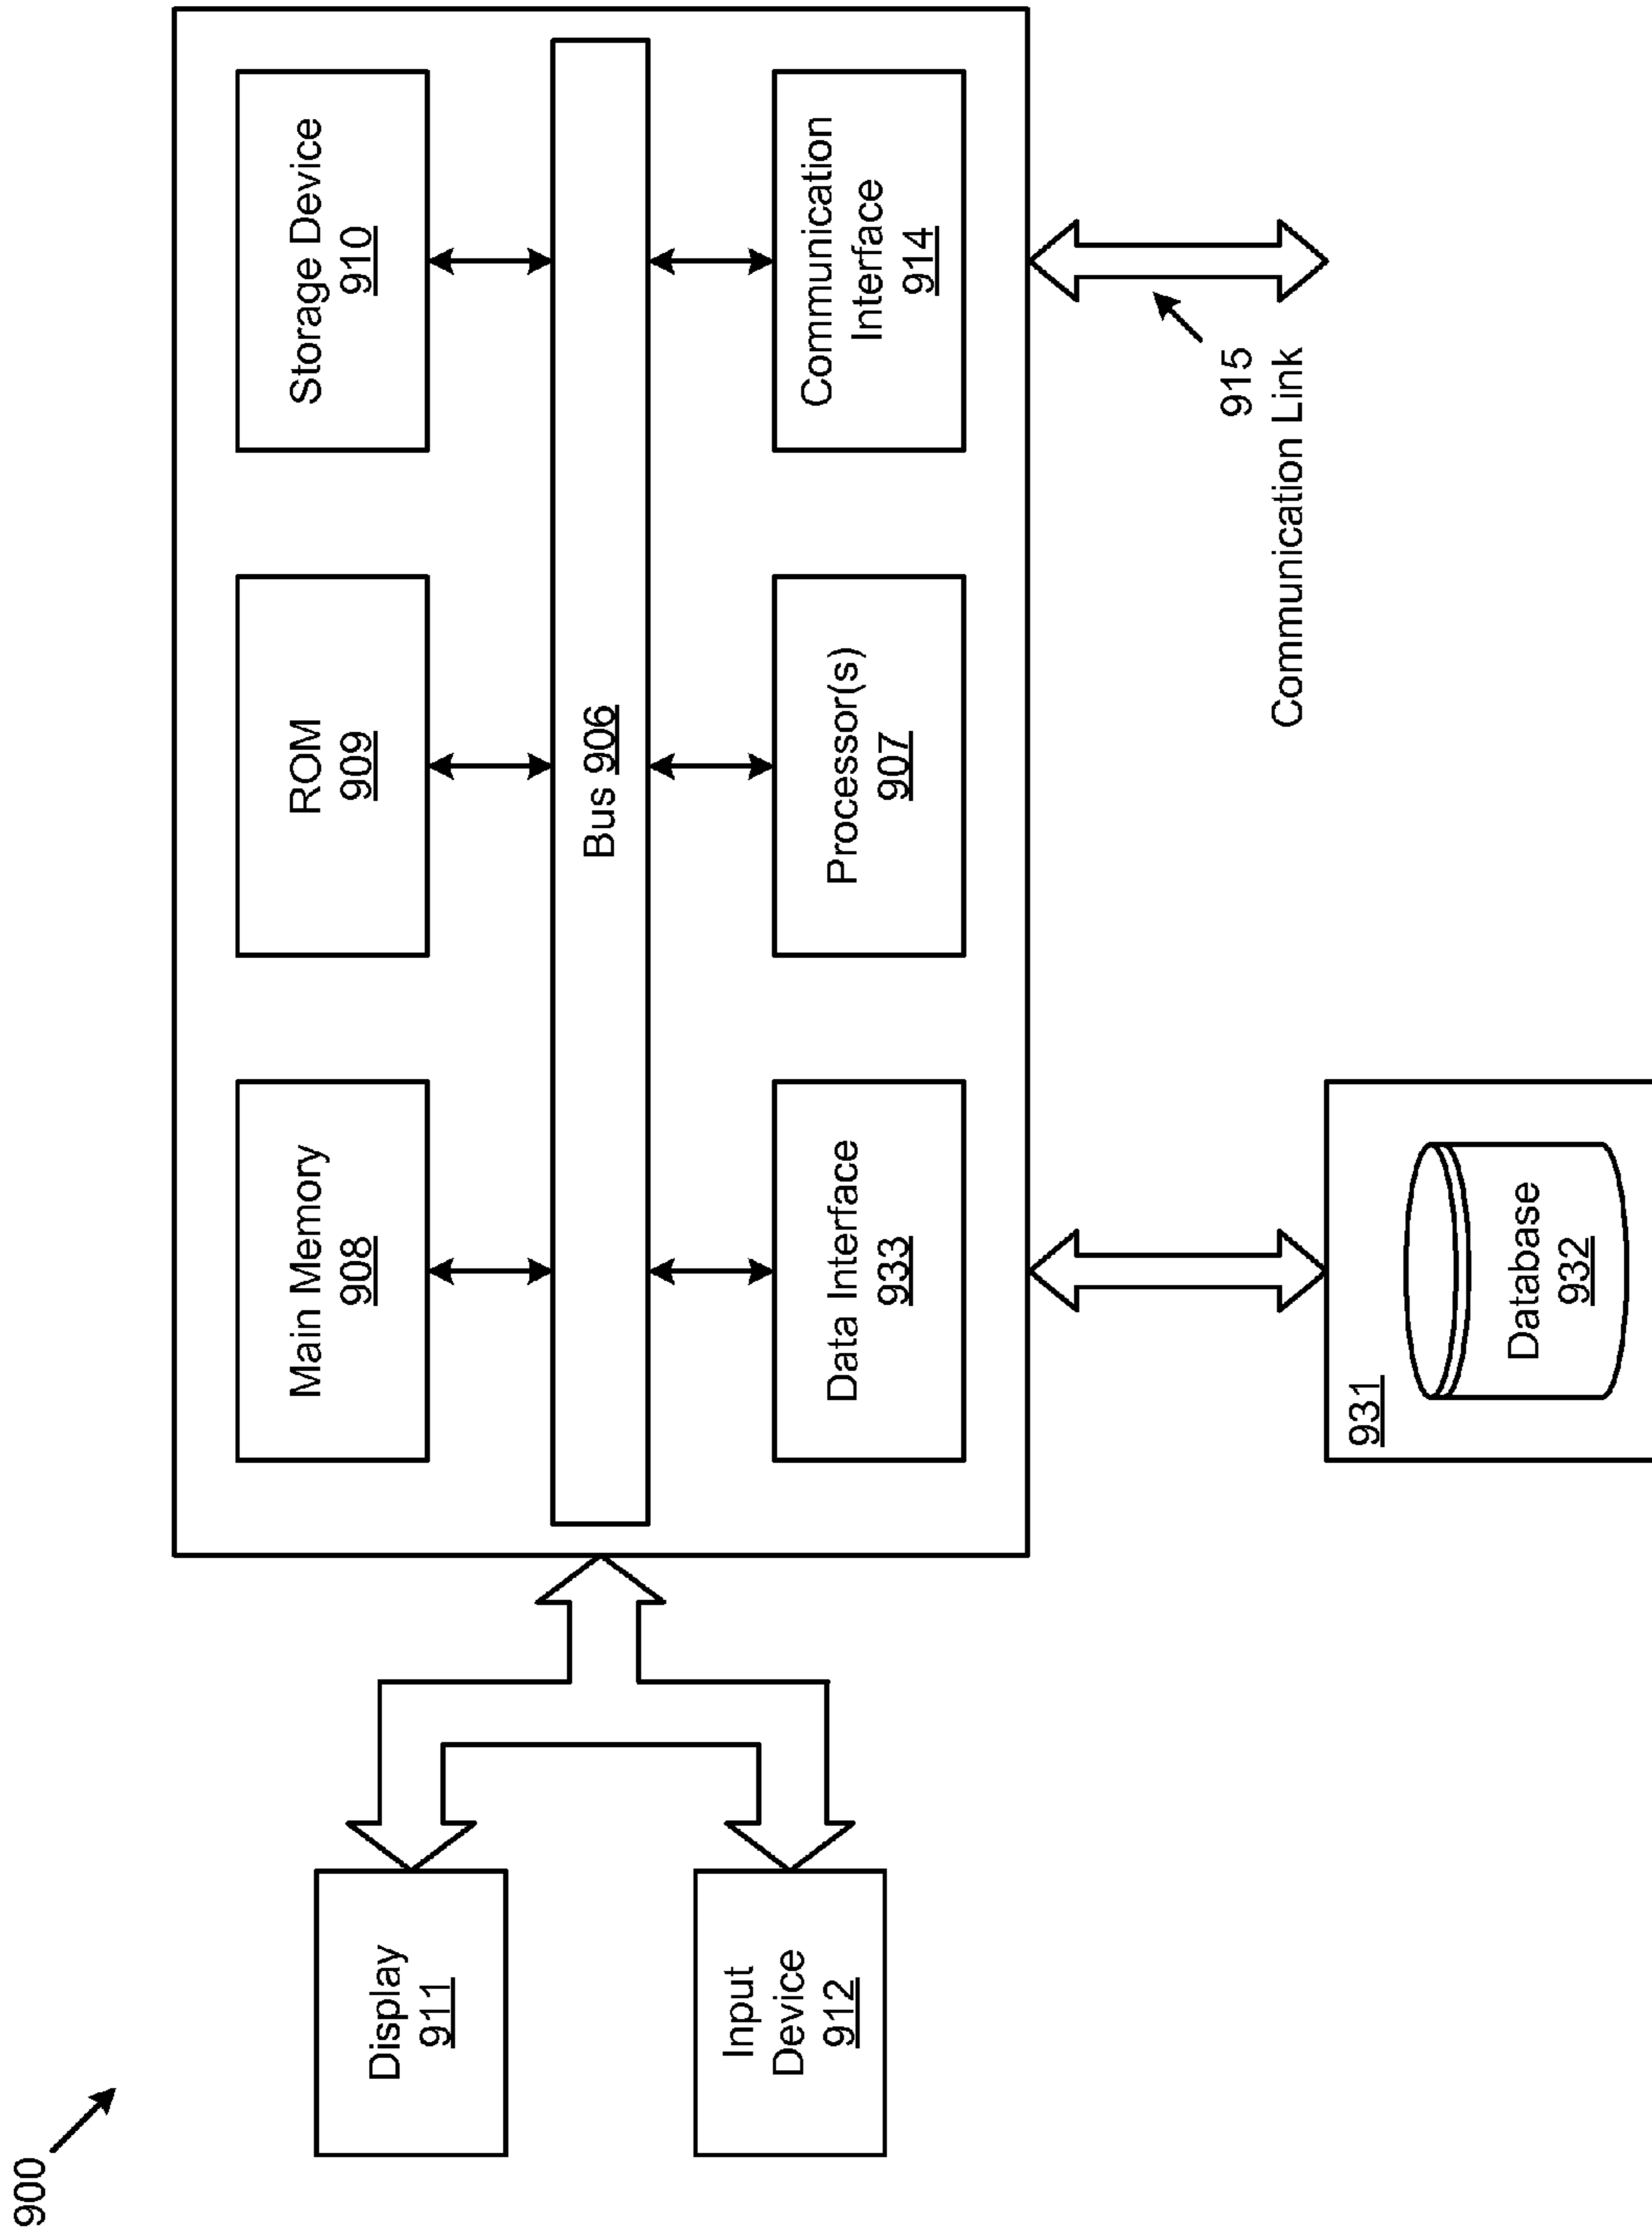 900
Display
911
Input
Device
912
Main Memory
908
ROM
909
Storage Device
910
Bus 906
Data Interface
933
Processor(s)
907
Communication
Interface
914
915
Communication Link
931
Database
932